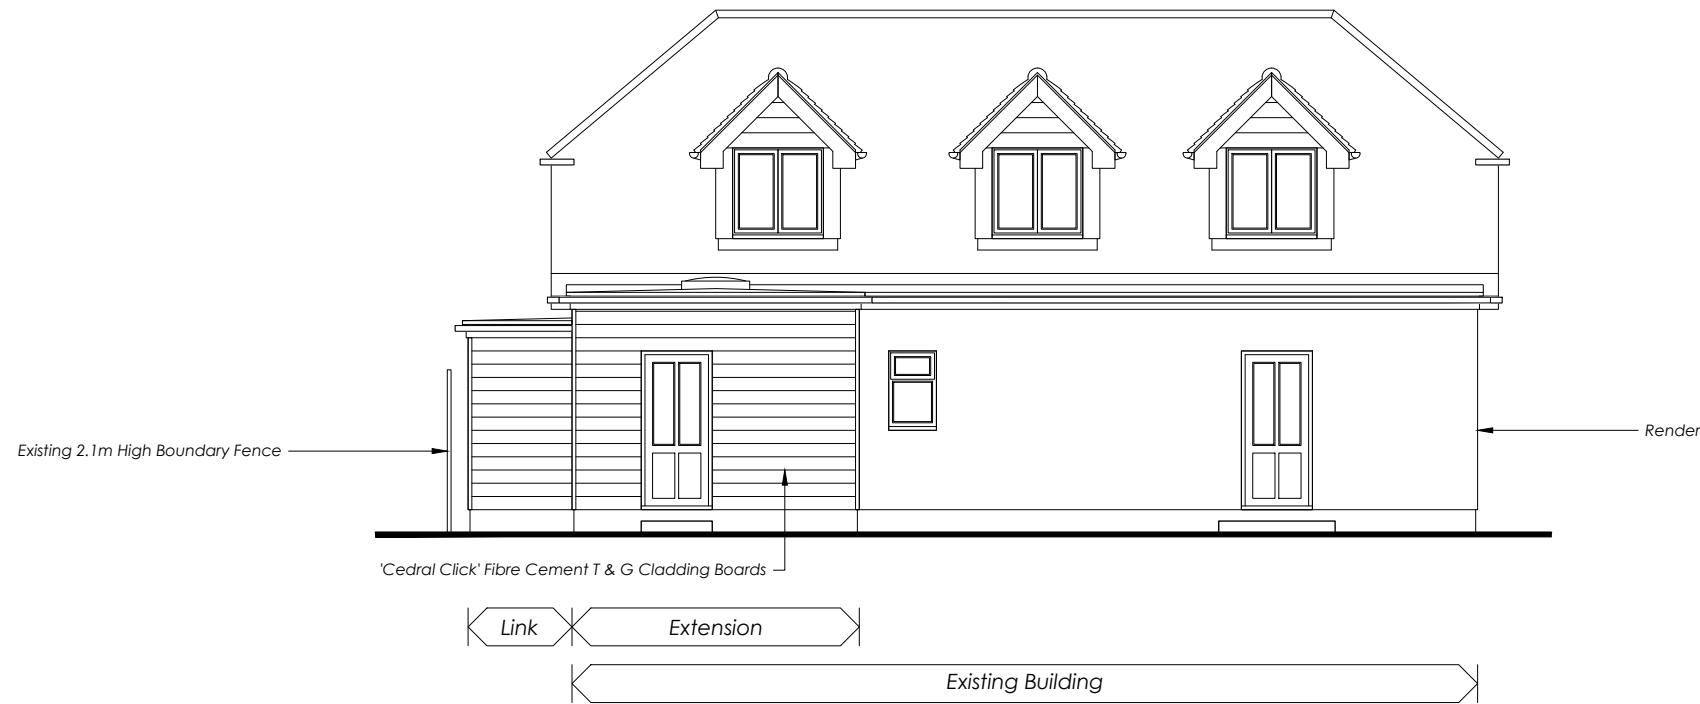 Render
Existing 2.1m High Boundary Fence
'Cedral Click' Fibre Cement T & G Cladding Boards
Link
Extension
Existing Building